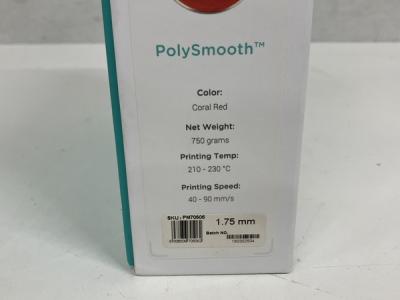 PolySmooth™
Color:
Coral Red
Net Weight:
750 grams
Printing Temp:
210 - 230 °C
Printing Speed:
40 - 90 mm/s
SKU: PM70506
1.75 mm
Batch NO.